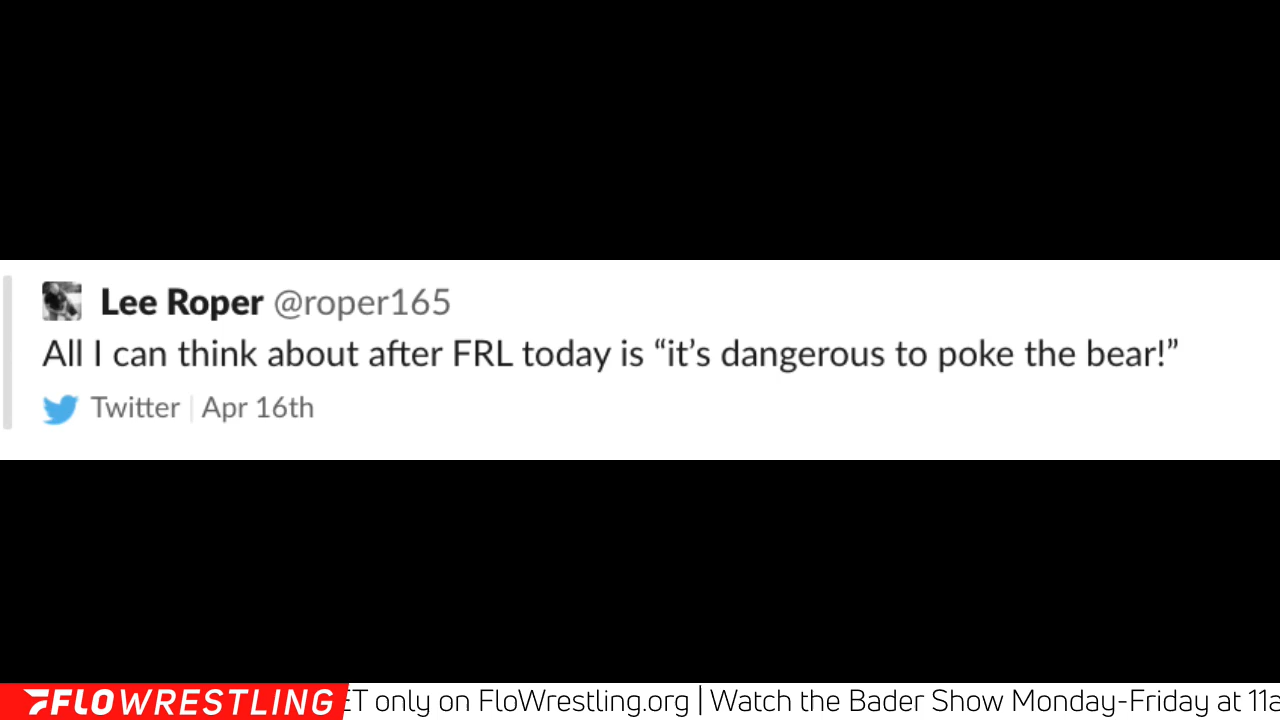 Lee Roper @roper165
All I can think about after FRL today is “it’s dangerous to poke the bear!”
Twitter | Apr 16th
FLOWRESTLING
ET only on FloWrestling.org | Watch the Bader Show Monday-Friday at 11a